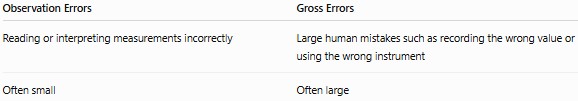 Observation Errors Gross Errors
Reading or interpreting measurements incorrectly Large human mistakes such as recording the wrong value or
using the wrong instrument
Often small Often large